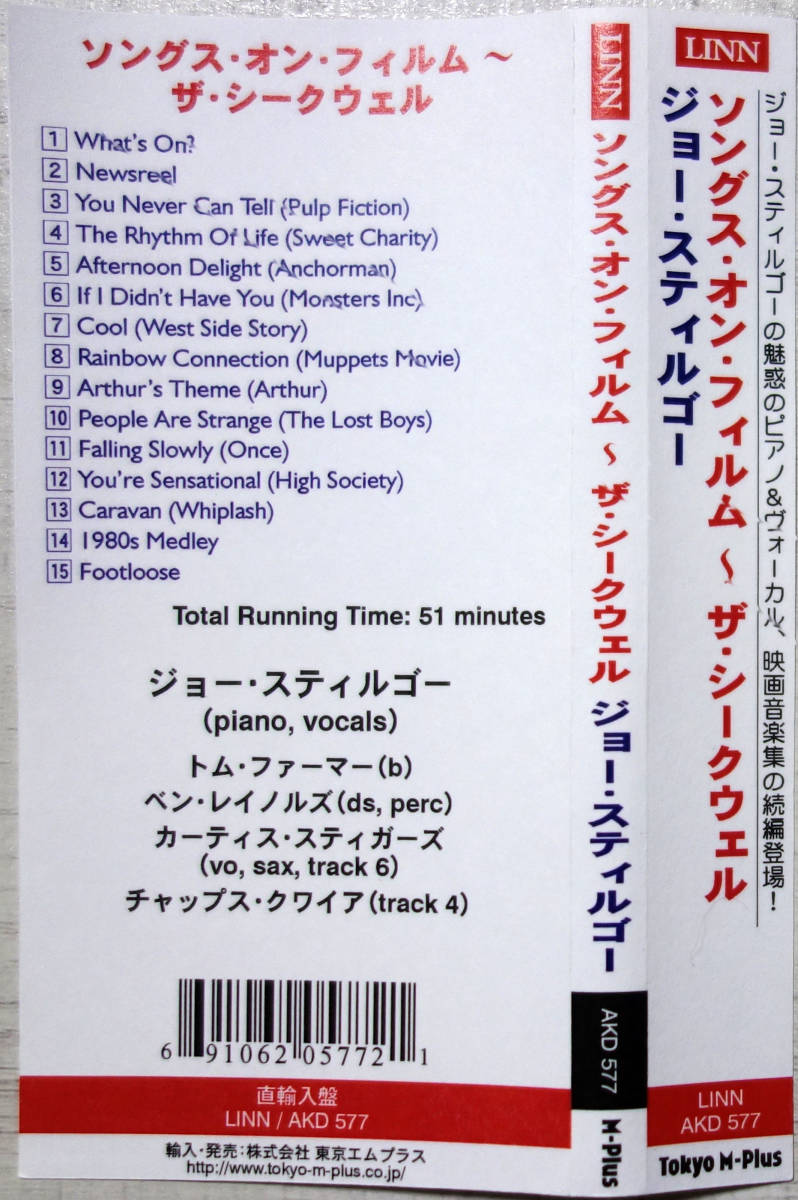 ソングス・オン・フィルム ～
ザ・シークウェル
1 What's On?
2 Newsreel
3 You Never Can Tell (Pulp Fiction)
4 The Rhythm Of Life (Sweet Charity)
5 Afternoon Delight (Anchorman)
6 If I Didn't Have You (Monsters Inc)
7 Cool (West Side Story)
8 Rainbow Connection (Muppets Movie)
9 Arthur's Theme (Arthur)
10 People Are Strange (The Lost Boys)
11 Falling Slowly (Once)
12 You're Sensational (High Society)
13 Caravan (Whiplash)
14 1980s Medley
15 Footloose
Total Running Time: 51 minutes
ジョー・スティルゴー
(piano, vocals)
トム・ファーマー(b)
ベン・レイノルズ(ds, perc)
カーティス・スティガーズ
(vo, sax, track 6)
チャップス・クワイア(track 4)
6 91062 05772 1
直輸入盤
LINN / AKD 577
輸入・発売：株式会社 東京エムプラス
http://www.tokyo-m-plus.co.jp/
LINN
ソングス・オン・フィルム ～ ザ・シークウェル ジョー・スティルゴー
AKD 577
M-Plus
LINN
ジョー・スティルゴーの魅惑のピアノ&ヴォーカル、映画音楽集の続編登場！
ソングス・オン・フィルム ～ ザ・シークウェル
ジョー・スティルゴー
LINN
AKD 577
Tokyo M-Plus